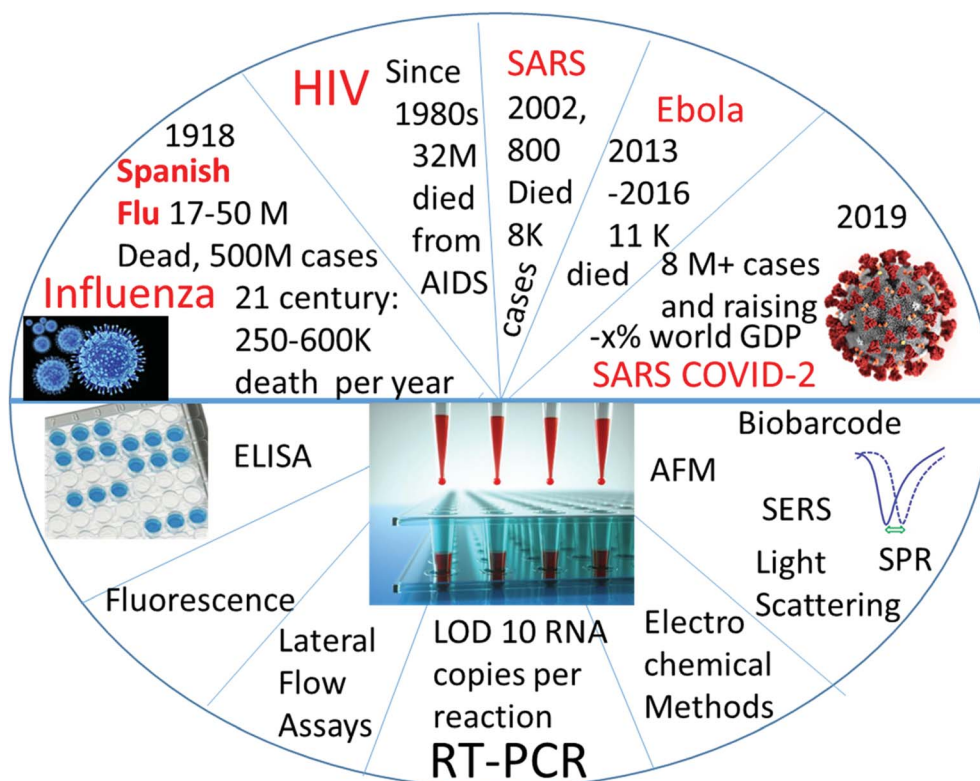 1918
Spanish
Flu 17-50 M
Dead, 500M cases
Influenza
21 century:
250-600K
death per year
HIV
Since
1980s
32M
died
from
AIDS
SARS
2002,
800
Died
8K
cases
Ebola
2013
-2016
11 K
died
2019
8 M+ cases
and raising
-x% world GDP
SARS COVID-2
ELISA
Fluorescence
Lateral
Flow
Assays
LOD 10 RNA
copies per
reaction
RT-PCR
Electro
chemical
Methods
AFM
Biobarcode
SERS
Light
Scattering
SPR